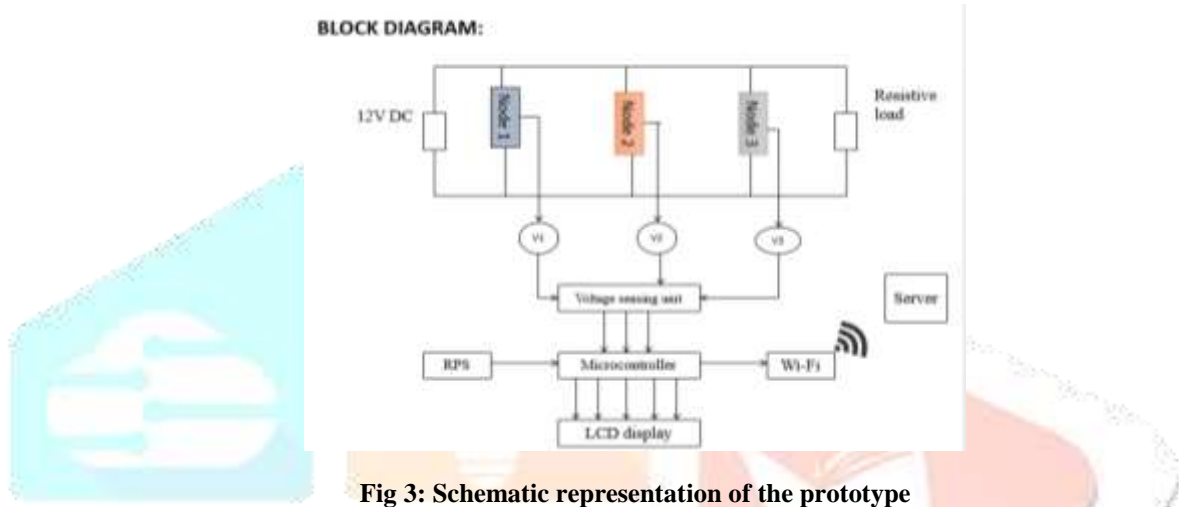 BLOCK DIAGRAM:
12V DC
Node 1
Node 2
Node 3
Resistive
load
V1
V2
V3
Voltage sensing unit
Server
RPS
Microcontroller
Wi-Fi
LCD display
Fig 3: Schematic representation of the prototype